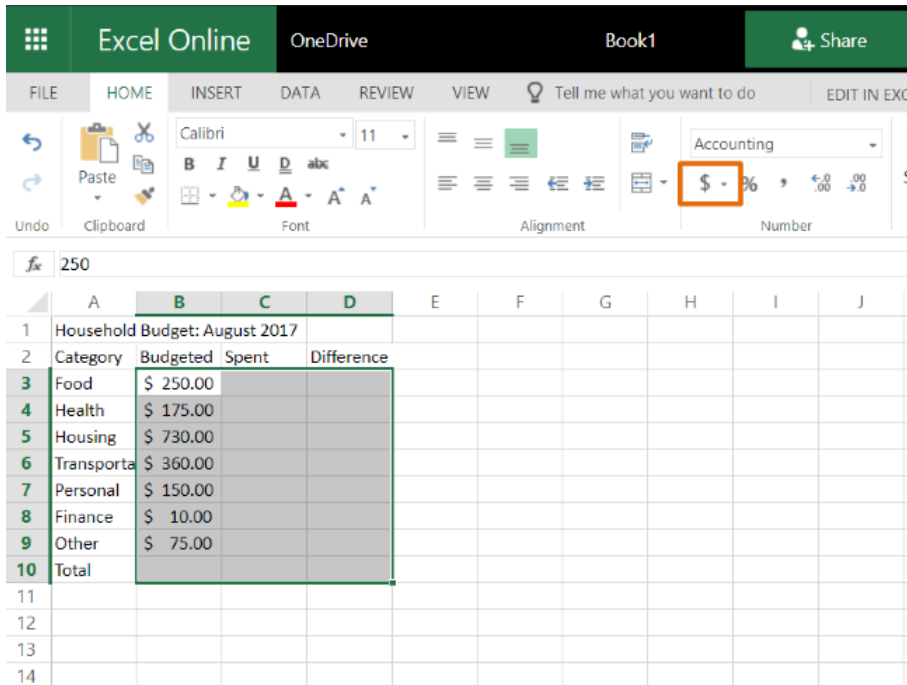 Excel Online OneDrive Book1 Share
FILE HOME INSERT DATA REVIEW VIEW Tell me what you want to do EDIT IN EXC
Calibri 11 Accounting
Paste B I U D abc $ % , .0 .00 .00 .0
A A A
Undo Clipboard Font Alignment Number
fx 250
A B C D E F G H I J
1 Household Budget: August 2017
2 Category Budgeted Spent Difference
3 Food $ 250.00
4 Health $ 175.00
5 Housing $ 730.00
6 Transporta $ 360.00
7 Personal $ 150.00
8 Finance $ 10.00
9 Other $ 75.00
10 Total
11
12
13
14